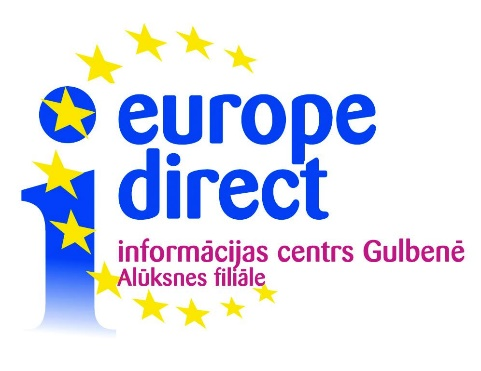 europe
direct
informācijas centrs Gulbenē
Alūksnes filiāle